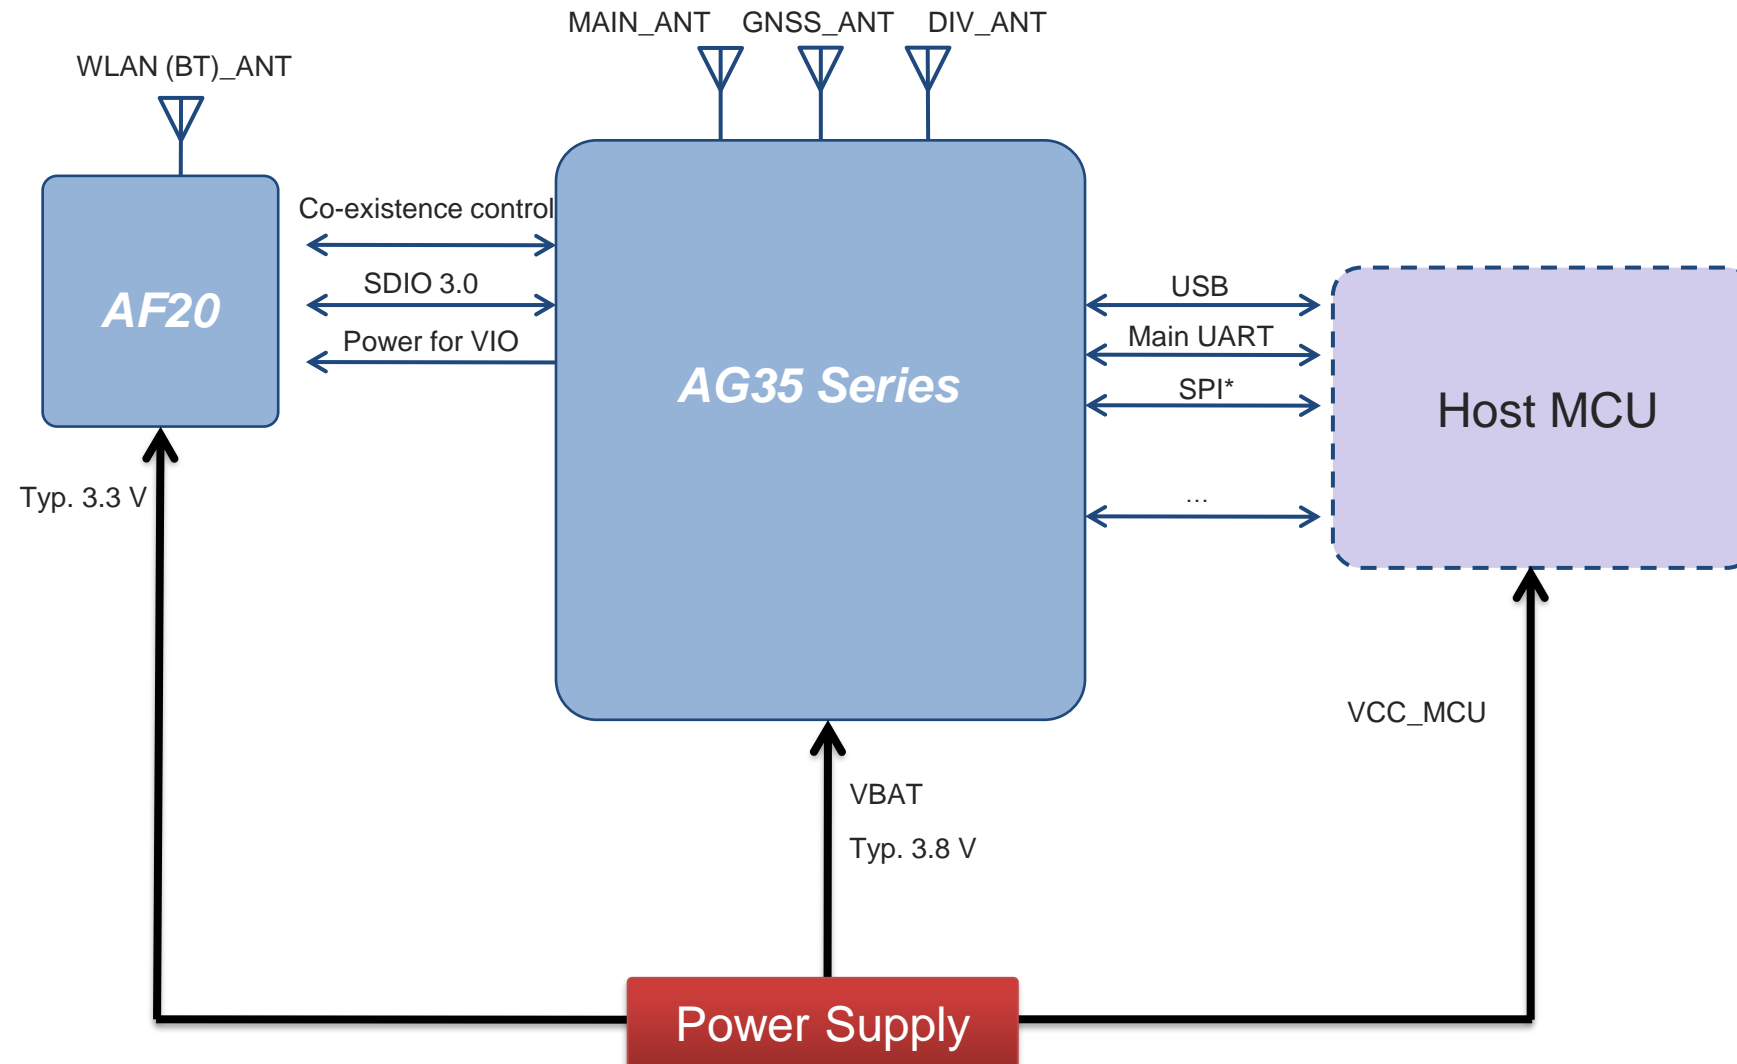 MAIN_ANT GNSS_ANT DIV_ANT
WLAN (BT)_ANT
Co-existence control
SDIO 3.0
Power for VIO
AF20
AG35 Series
USB
Main UART
SPI*
...
Host MCU
Typ. 3.3 V
VCC_MCU
VBAT
Typ. 3.8 V
Power Supply